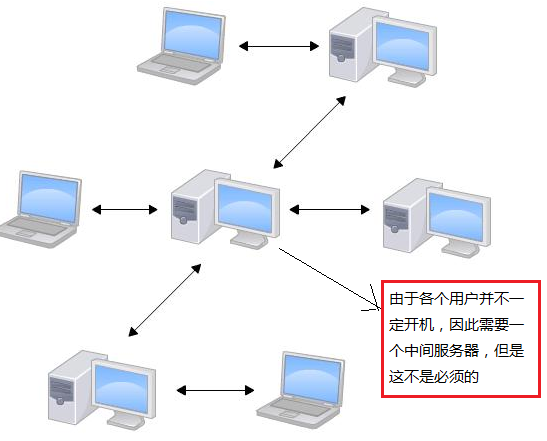 由于各个用户并不一
定开机，因此需要一
个中间服务器，但是
这不是必须的